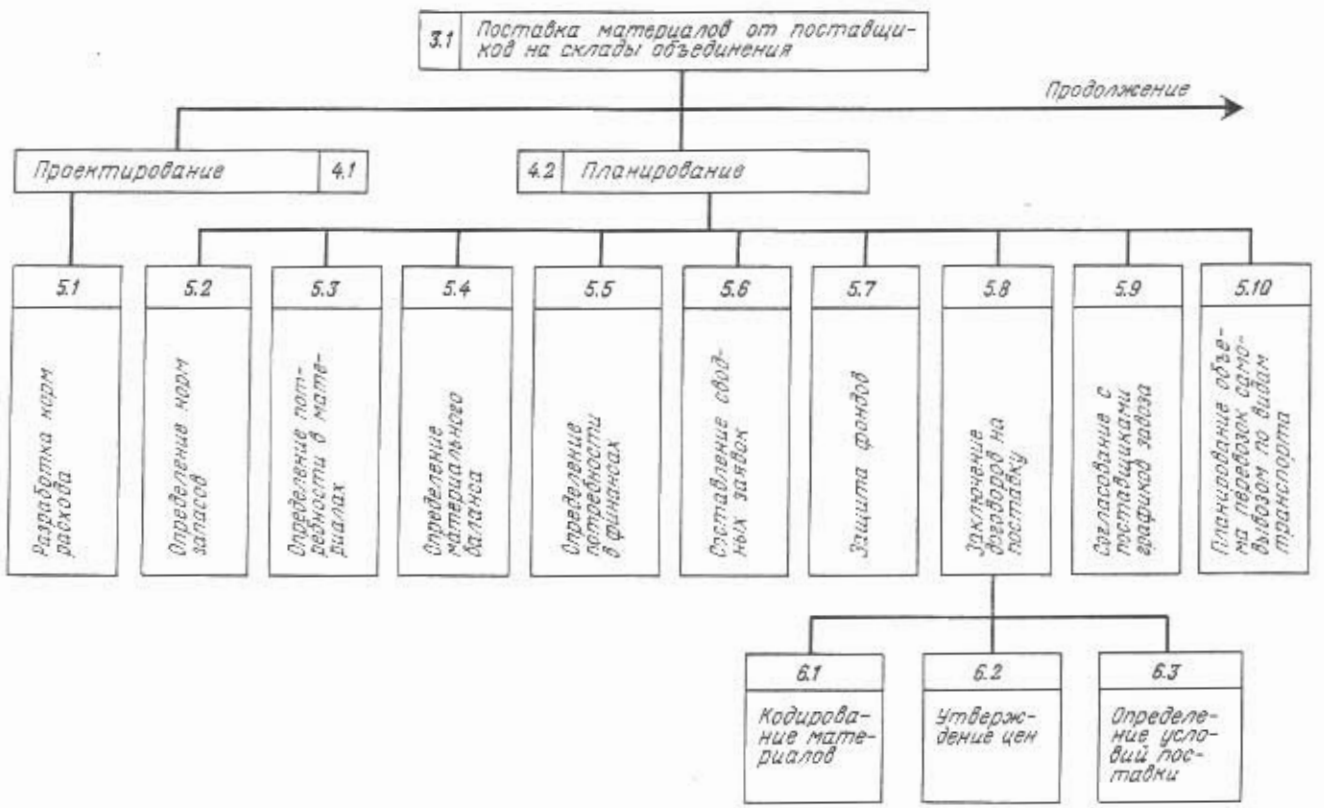 3.1 Поставка материалов от поставщи-
ков на склады объединения
Продолжение
Проектирование 4.1
4.2 Планирование
5.1
Разработка норм
расхода
5.2
Определение норм
запасов
5.3
Определение пот-
ребности в мате-
риалах
5.4
Определение
материального
баланса
5.5
Определение
потребности
в финансах
5.6
Составление свод-
ных заявок
5.7
Защита фондов
5.8
Заключение
договоров на
поставку
5.9
Согласование с
поставщиками
графиков завоза
5.10
Планирование объе-
ма перевозок само-
вывозом по видам
транспорта
6.1
Кодирова-
ние мате-
риалов
6.2
Утверж-
дение цен
6.3
Определе-
ние усло-
вий пос-
тавки